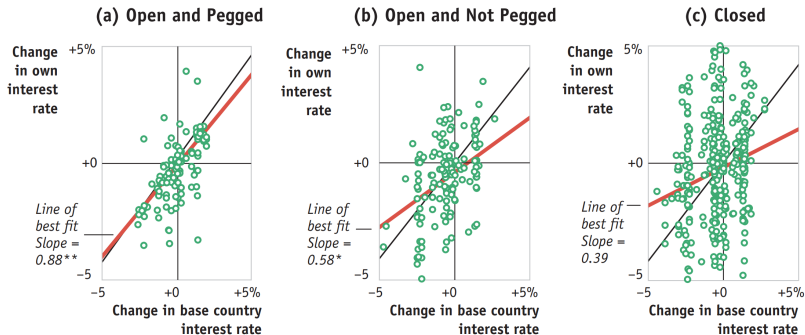 (a) Open and Pegged
Change
in own
interest
rate
+5%
+0
Line of
best fit
Slope =
0.88**
−5
−5
+0
+5%
Change in base country
interest rate
(b) Open and Not Pegged
Change
in own
interest
rate
+5%
+0
Line of
best fit
Slope =
0.58*
−5
−5
+0
+5%
Change in base country
interest rate
(c) Closed
Change
in own
interest
rate
5%
+0
Line of
best fit
Slope =
0.39
−5
−5
+0
+5%
Change in base country
interest rate